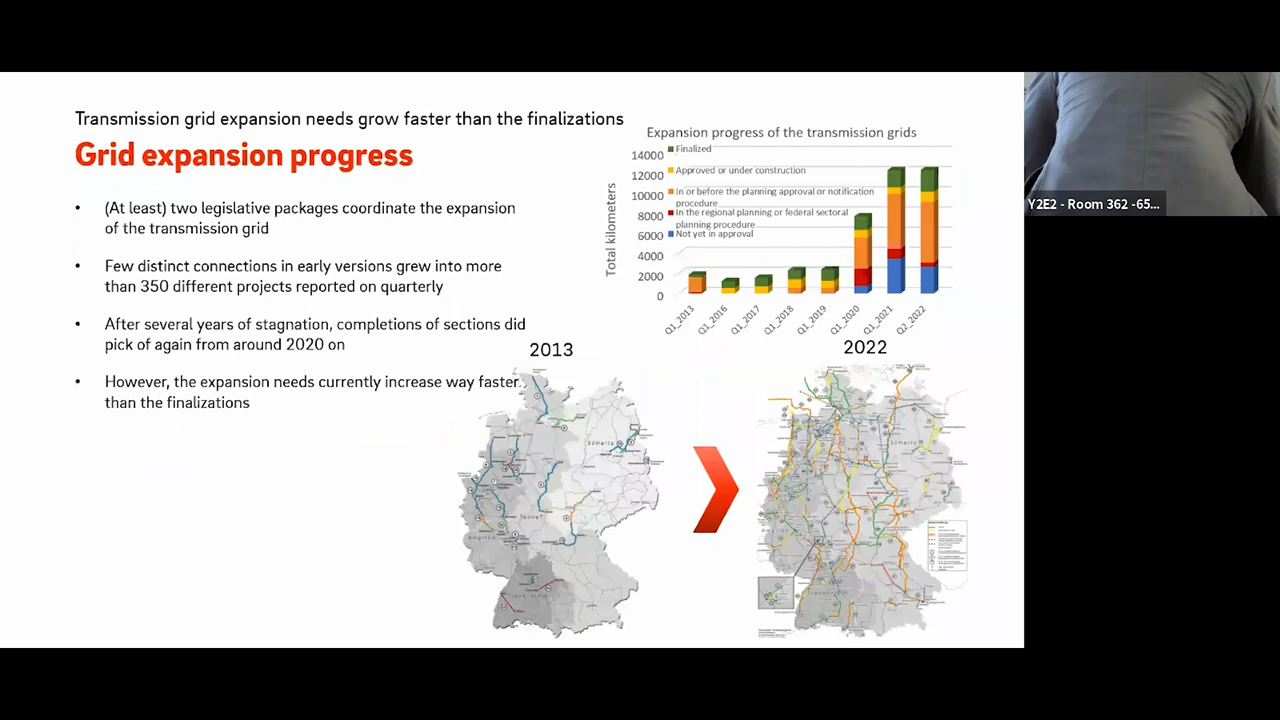 Transmission grid expansion needs grow faster than the finalizations
Grid expansion progress
• (At least) two legislative packages coordinate the expansion
of the transmission grid
• Few distinct connections in early versions grew into more
than 350 different projects reported on quarterly
• After several years of stagnation, completions of sections did
pick of again from around 2020 on
• However, the expansion needs currently increase way faster
than the finalizations
Expansion progress of the transmission grids
Total kilometers
14000
12000
10000
8000
6000
4000
2000
0
Finalized
Approved or under construction
In or before the planning approval or notification
procedure
In the regional planning or federal sectoral
planning procedure
Not yet in approval
Q1_2013
Q1_2016
Q1_2017
Q1_2018
Q1_2019
Q1_2020
Q1_2021
Q2_2022
2013
2022
Y2E2 - Room 362 -65...